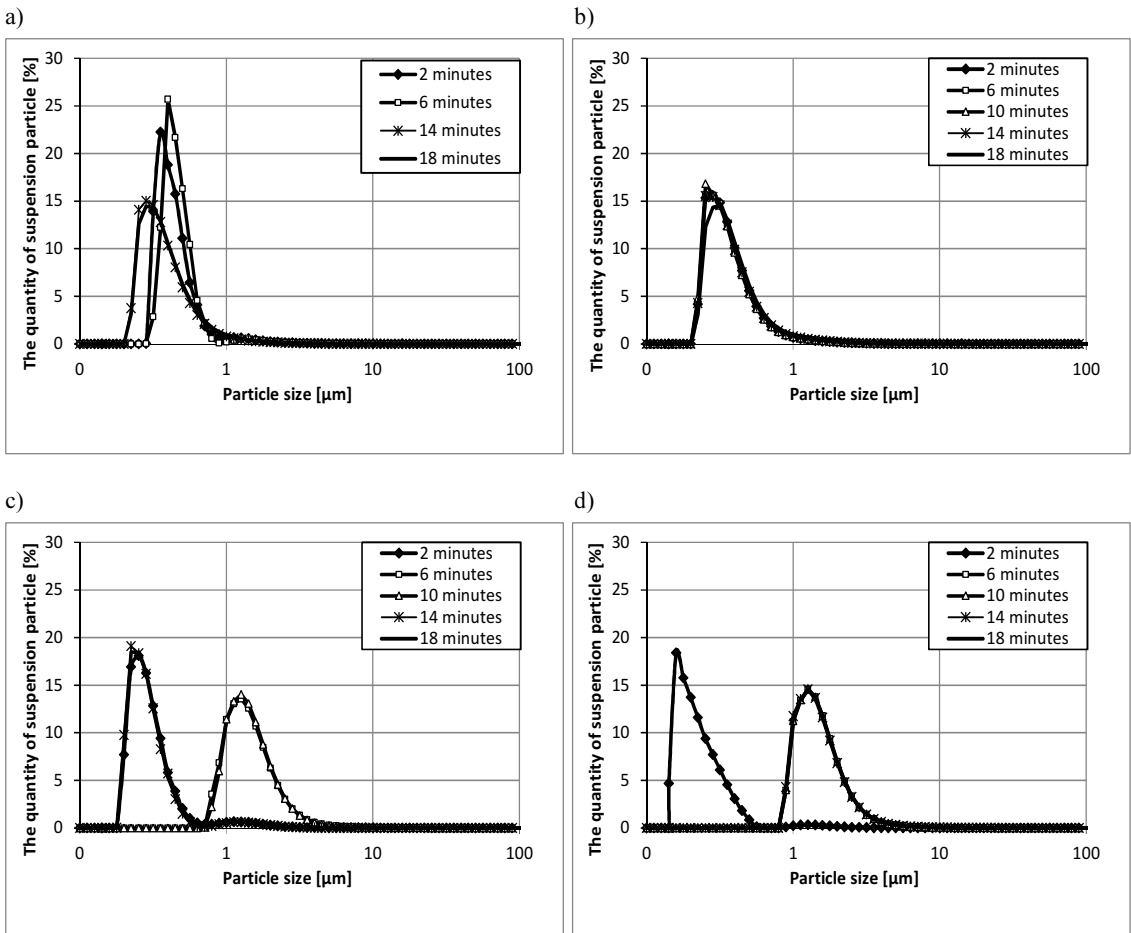 a)
The quantity of suspension particle [%]
30
25
20
15
10
5
0
0
1
10
100
Particle size [µm]
2 minutes
6 minutes
14 minutes
18 minutes
b)
The quantity of suspension particle [%]
30
25
20
15
10
5
0
0
1
10
100
Particle size [µm]
2 minutes
6 minutes
10 minutes
14 minutes
18 minutes
c)
The quantity of suspension particle [%]
30
25
20
15
10
5
0
0
1
10
100
Particle size [µm]
2 minutes
6 minutes
10 minutes
14 minutes
18 minutes
d)
The quantity of suspension particle [%]
30
25
20
15
10
5
0
0
1
10
100
Particle size [µm]
2 minutes
6 minutes
10 minutes
14 minutes
18 minutes